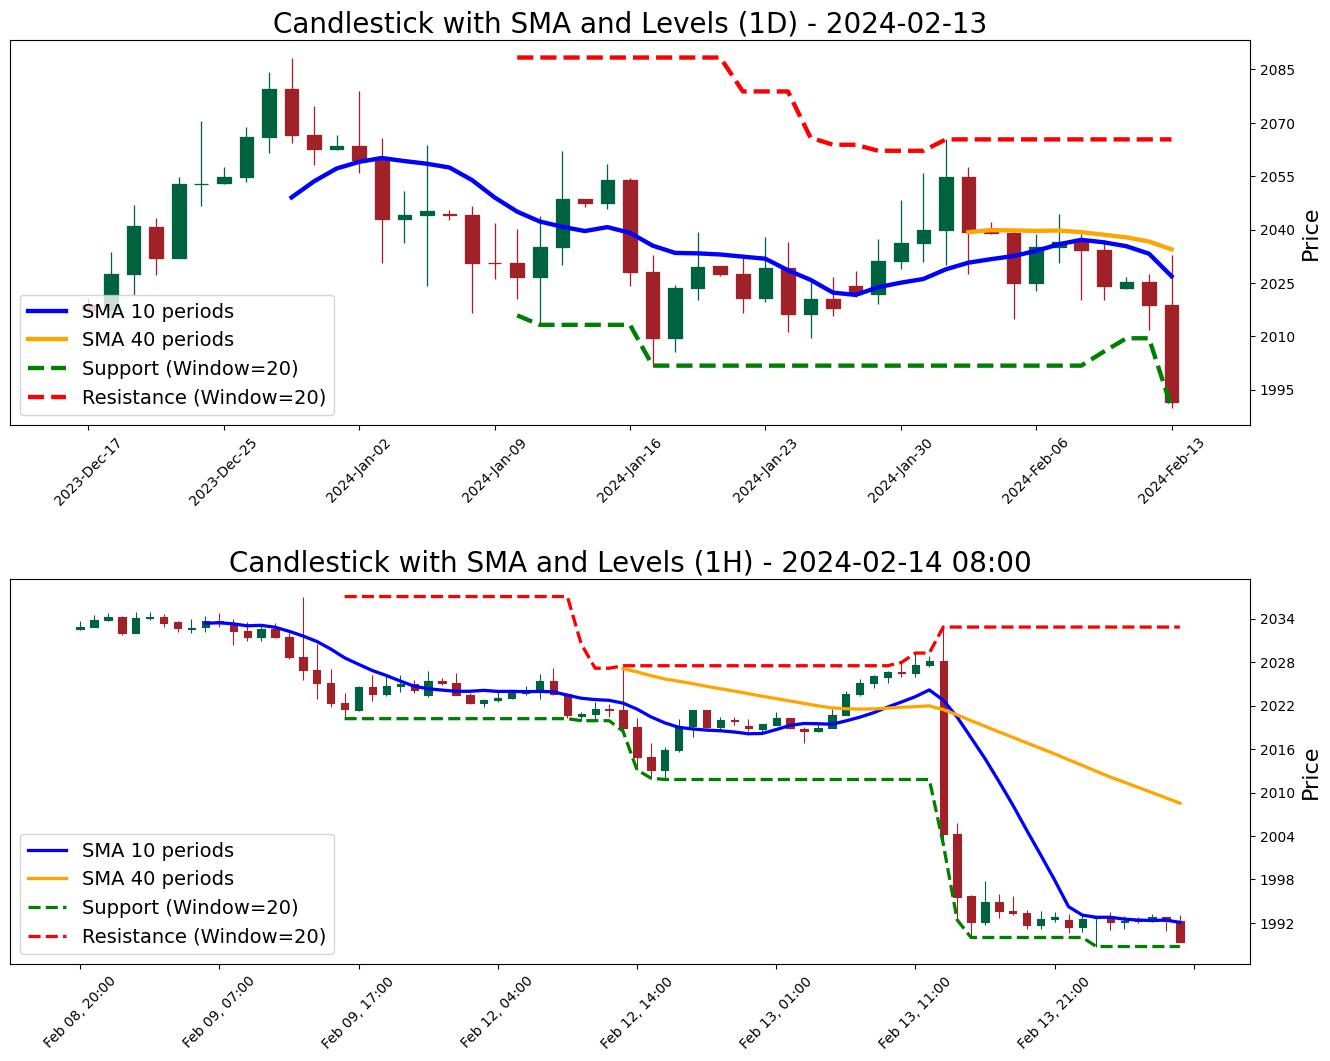 Candlestick with SMA and Levels (1D) - 2024-02-13
2085
2070
2055
2040
2025
2010
1995
Price
SMA 10 periods
SMA 40 periods
Support (Window=20)
Resistance (Window=20)
2023-Dec-17
2023-Dec-25
2024-Jan-02
2024-Jan-09
2024-Jan-16
2024-Jan-23
2024-Jan-30
2024-Feb-06
2024-Feb-13
Candlestick with SMA and Levels (1H) - 2024-02-14 08:00
2034
2028
2022
2016
2010
2004
1998
1992
Price
SMA 10 periods
SMA 40 periods
Support (Window=20)
Resistance (Window=20)
Feb 08, 20:00
Feb 09, 07:00
Feb 09, 17:00
Feb 12, 04:00
Feb 12, 14:00
Feb 13, 01:00
Feb 13, 11:00
Feb 13, 21:00